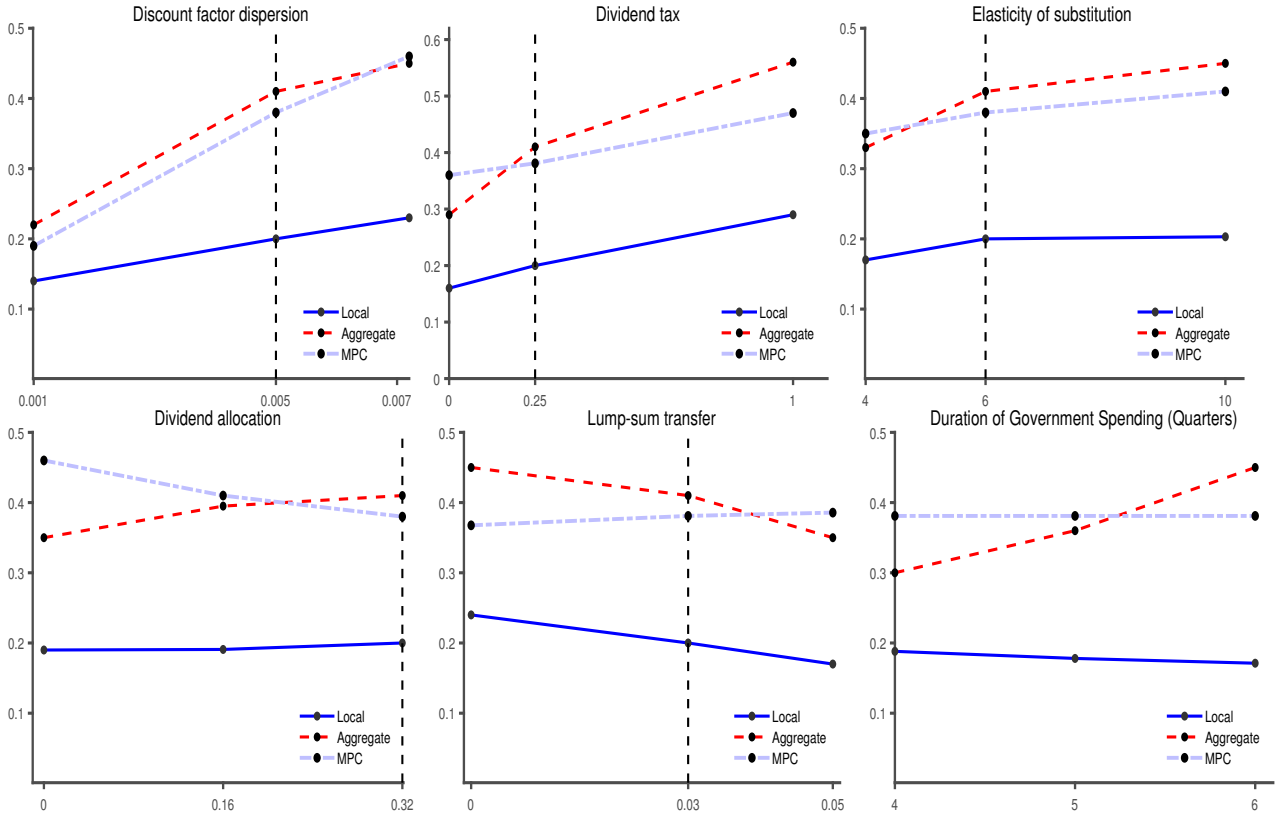 Discount factor dispersion
0.5
0.4
0.3
0.2
0.1
0.001
0.005
0.007
Local
Aggregate
MPC
Dividend tax
0.6
0.5
0.4
0.3
0.2
0.1
0
0
0.25
1
Local
Aggregate
MPC
Elasticity of substitution
0.5
0.4
0.3
0.2
0.1
4
6
10
Local
Aggregate
MPC
Dividend allocation
0.5
0.4
0.3
0.2
0.1
0
0.16
0.32
Local
Aggregate
MPC
Lump-sum transfer
0.5
0.4
0.3
0.2
0.1
0
0.03
0.05
Local
Aggregate
MPC
Duration of Government Spending (Quarters)
0.5
0.4
0.3
0.2
0.1
4
5
6
Local
Aggregate
MPC